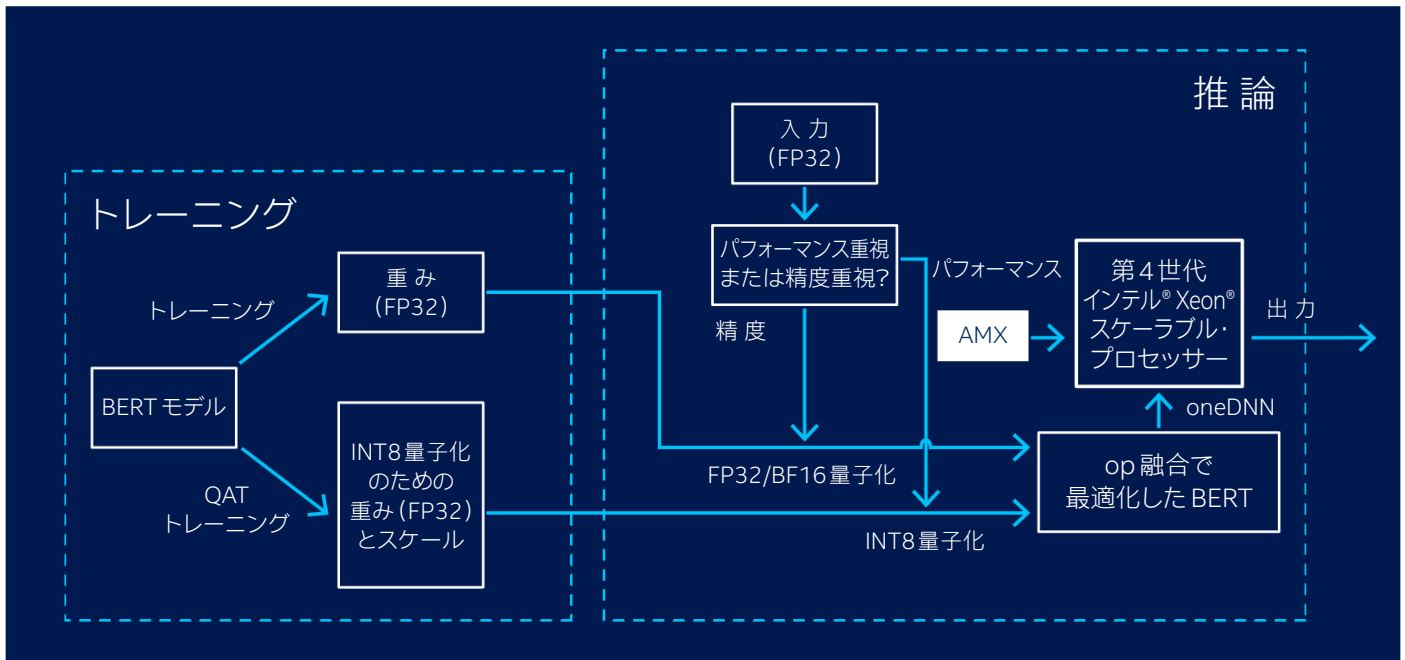 トレーニング
BERT モデル
トレーニング
QAT
トレーニング
重み
(FP32)
INT8量子化
のための
重み(FP32)
とスケール
推論
入力
(FP32)
パフォーマンス重視
または精度重視?
精度
パフォーマンス
AMX
第4世代
インテル® Xeon®
スケーラブル・
プロセッサー
出力
oneDNN
FP32/BF16量子化
op 融合で
最適化した BERT
INT8量子化